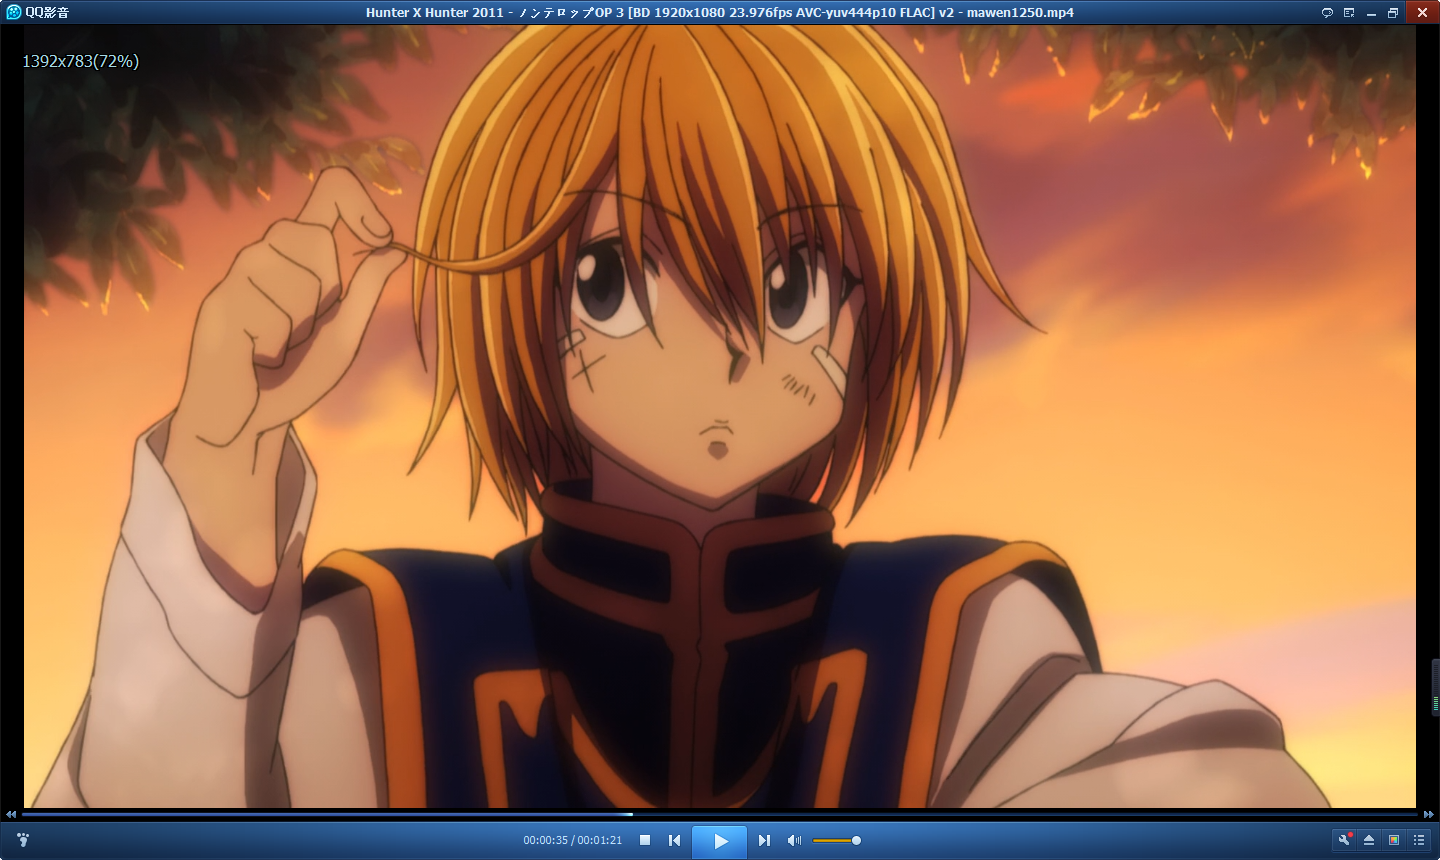 QQ影音
Hunter X Hunter 2011 - ノンテロップOP 3 [BD 1920x1080 23.976fps AVC-yuv444p10 FLAC] v2 - mawen1250.mp4
1392x783(72%)
00:00:35 / 00:01:21